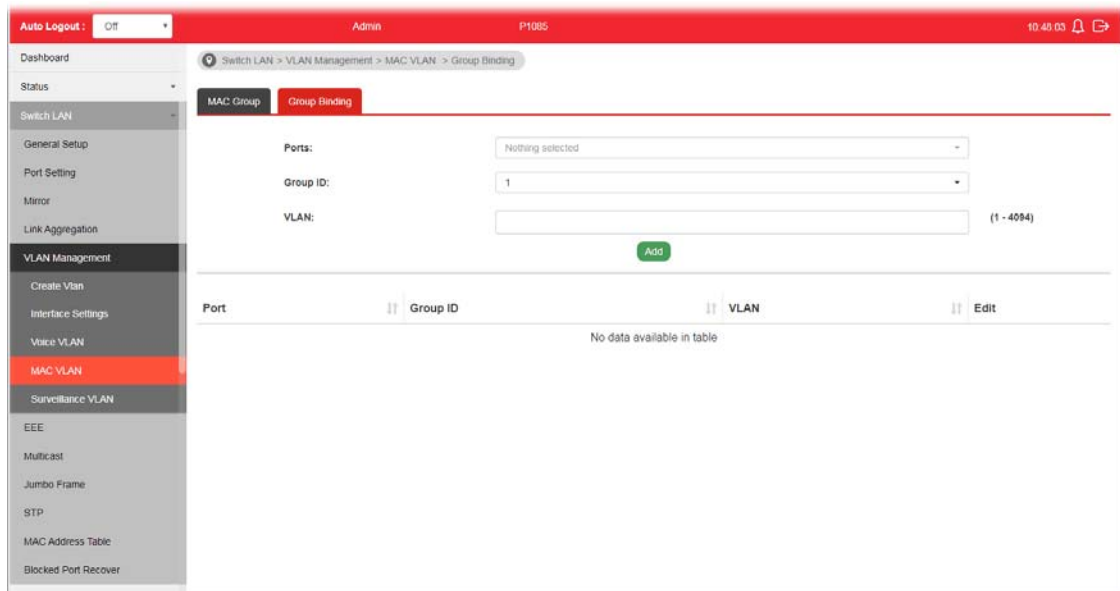 Auto Logout : Off Admin P1085 10:48:03
Dashboard
Status
Switch LAN
General Setup
Port Setting
Mirror
Link Aggregation
VLAN Management
Create Vlan
Interface Settings
Voice VLAN
MAC VLAN
Surveillance VLAN
EEE
Multicast
Jumbo Frame
STP
MAC Address Table
Blocked Port Recover
Switch LAN > VLAN Management > MAC VLAN > Group Binding
MAC Group Group Binding
Ports: Nothing selected
Group ID: 1
VLAN: (1 - 4094)
Add
Port Group ID VLAN Edit
No data available in table